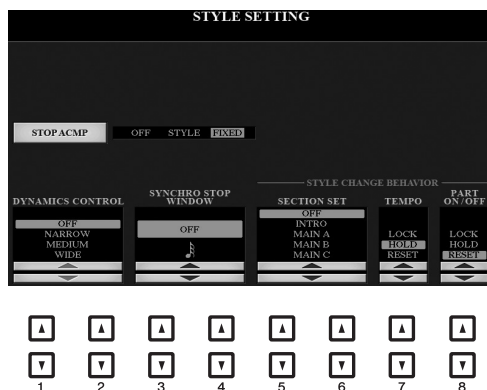 STYLE SETTING
STOP ACMP
OFF STYLE FIXED
STYLE CHANGE BEHAVIOR
DYNAMICS CONTROL
OFF
NARROW
MEDIUM
WIDE
SYNCHRO STOP
WINDOW
OFF
SECTION SET
OFF
INTRO
MAIN A
MAIN B
MAIN C
TEMPO
LOCK
HOLD
RESET
PART
ON/OFF
LOCK
HOLD
RESET
1 2 3 4 5 6 7 8